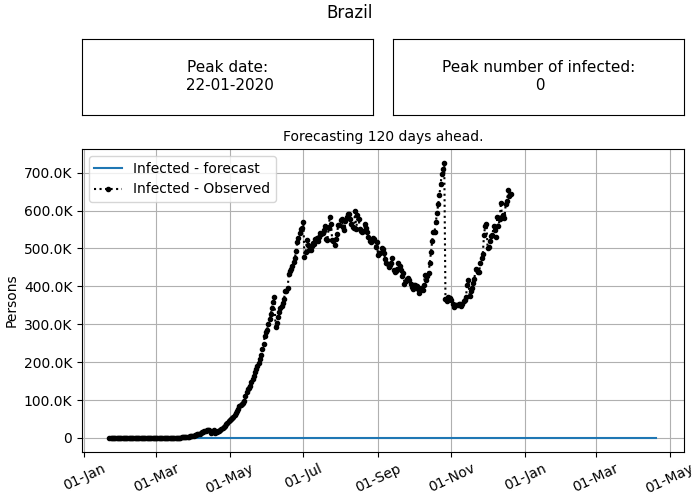 Brazil
Peak date:
22-01-2020
Peak number of infected:
0
Forecasting 120 days ahead.
Infected - forecast
Infected - Observed
Persons
700.0K
600.0K
500.0K
400.0K
300.0K
200.0K
100.0K
0
01-Jan
01-Mar
01-May
01-Jul
01-Sep
01-Nov
01-Jan
01-Mar
01-May